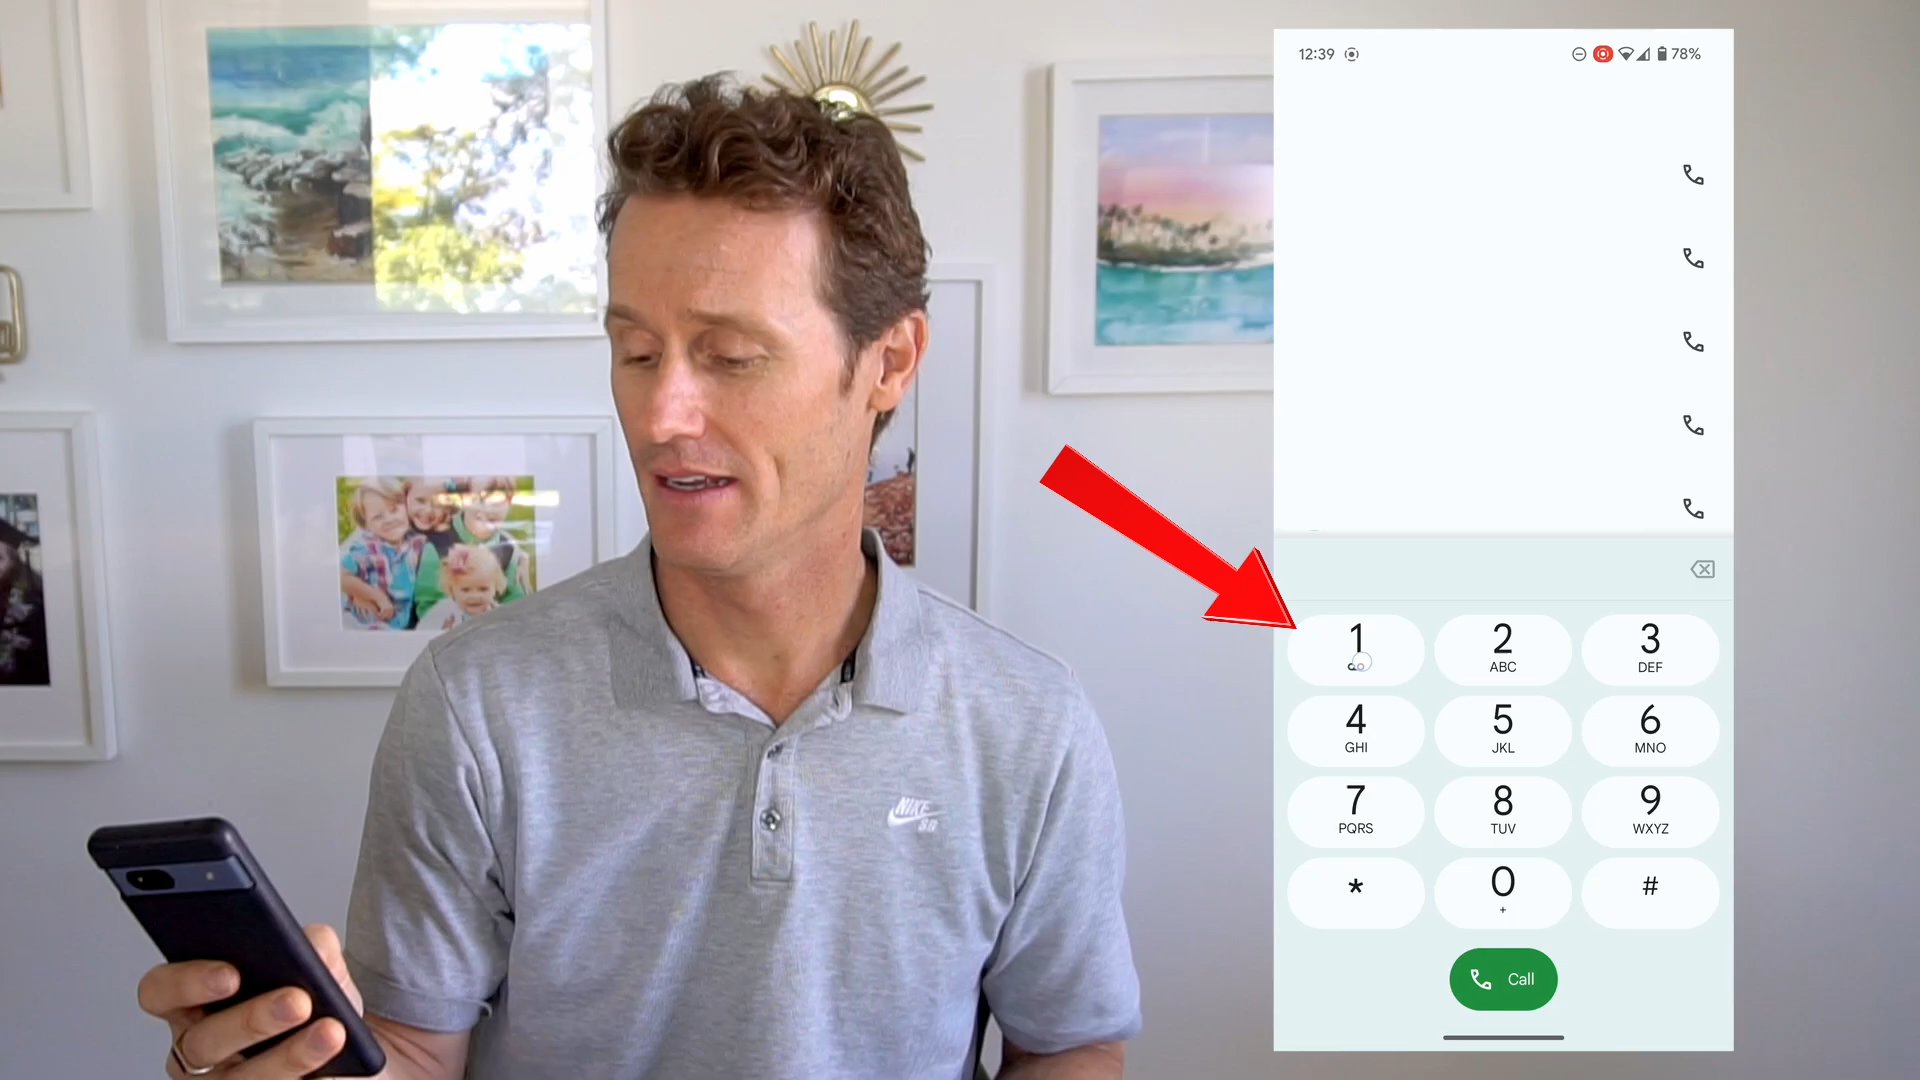 12:39
78%
1
2
ABC
3
DEF
4
GHI
5
JKL
6
MNO
7
PQRS
8
TUV
9
WXYZ
*
0
+
#
Call
NIKE
SB